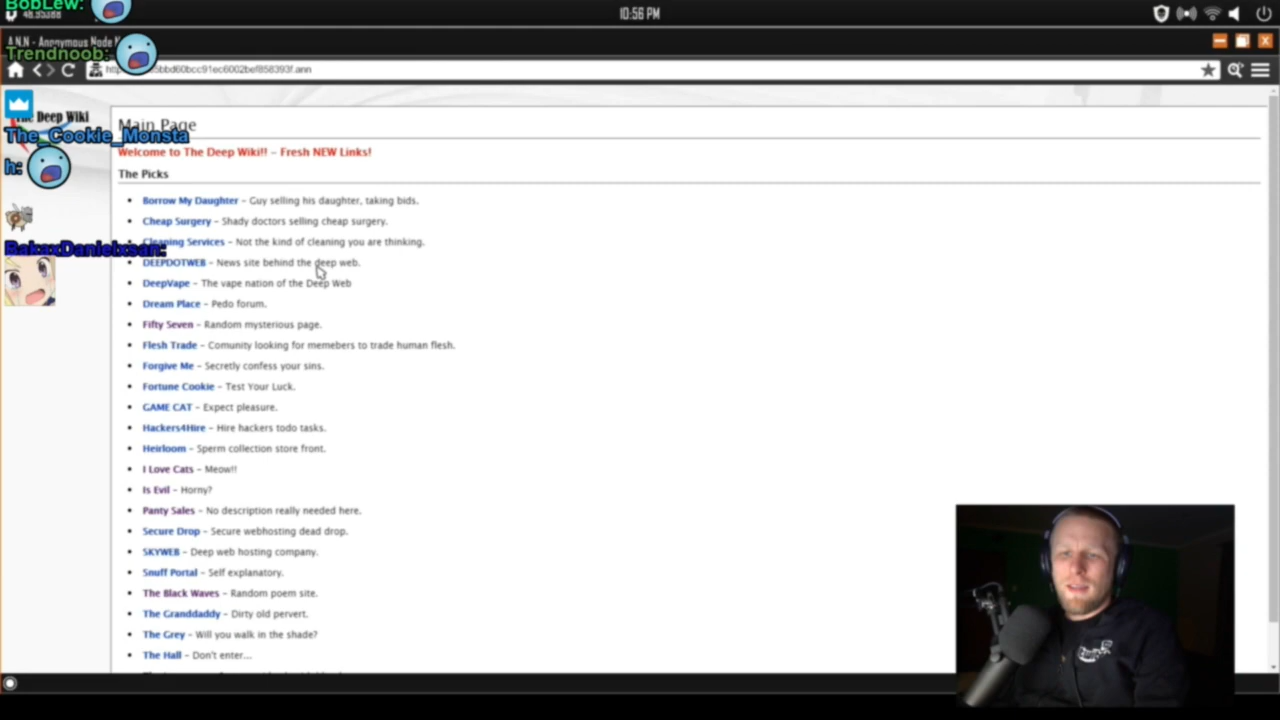 BobLew:
48.95388
10:56 PM
A.N.N - Anonymous Node N
Trendnoob:
5bbd60bcc91ec6002bef858393f.ann
The Deep Wiki
The_Cookie_Monsta
h:
BakaxDanielxsan:
Main Page
Welcome to The Deep Wiki!! – Fresh NEW Links!
The Picks
Borrow My Daughter – Guy selling his daughter, taking bids.
Cheap Surgery – Shady doctors selling cheap surgery.
Cleaning Services – Not the kind of cleaning you are thinking.
DEEPDOTWEB – News site behind the deep web.
DeepVape – The vape nation of the Deep Web
Dream Place – Pedo forum.
Fifty Seven – Random mysterious page.
Flesh Trade – Comunity looking for memebers to trade human flesh.
Forgive Me – Secretly confess your sins.
Fortune Cookie – Test Your Luck.
GAME CAT – Expect pleasure.
Hackers4Hire – Hire hackers todo tasks.
Heirloom – Sperm collection store front.
I Love Cats – Meow!!
Is Evil – Horny?
Panty Sales – No description really needed here.
Secure Drop – Secure webhosting dead drop.
SKYWEB – Deep web hosting company.
Snuff Portal – Self explanatory.
The Black Waves – Random poem site.
The Granddaddy – Dirty old pervert.
The Grey – Will you walk in the shade?
The Hall – Don't enter...